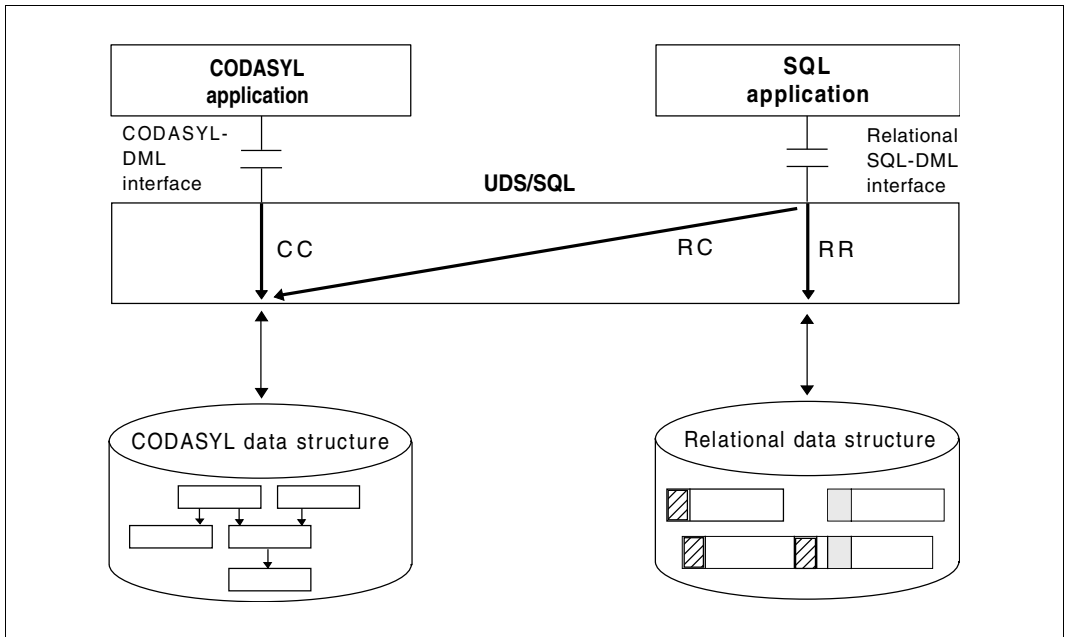 CODASYL
application
SQL
application
CODASYL-
DML
interface
Relational
SQL-DML
interface
UDS/SQL
CC
RC
RR
CODASYL data structure
Relational data structure